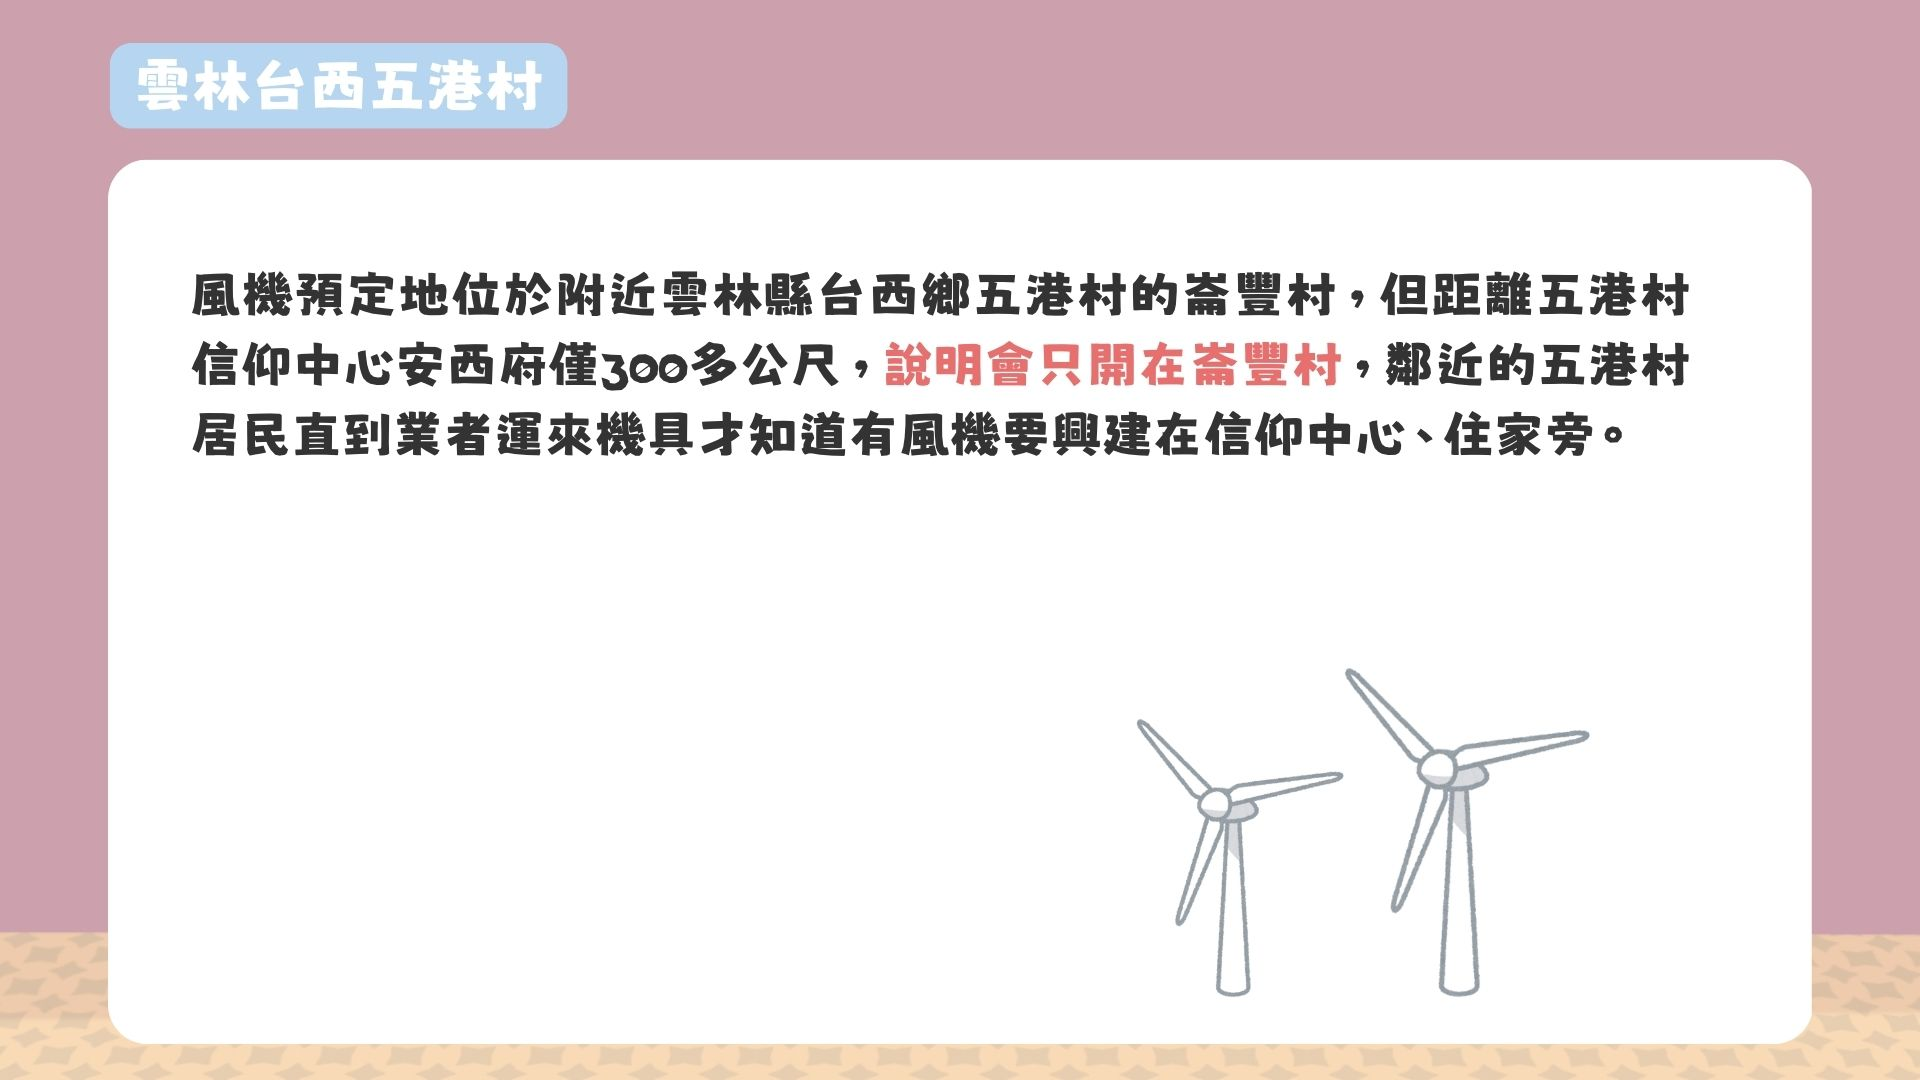 雲林台西五港村
風機預定地位於附近雲林縣台西鄉五港村的崙豐村，但距離五港村
信仰中心安西府僅300多公尺，說明會只開在崙豐村，鄰近的五港村
居民直到業者運來機具才知道有風機要興建在信仰中心、住家旁。